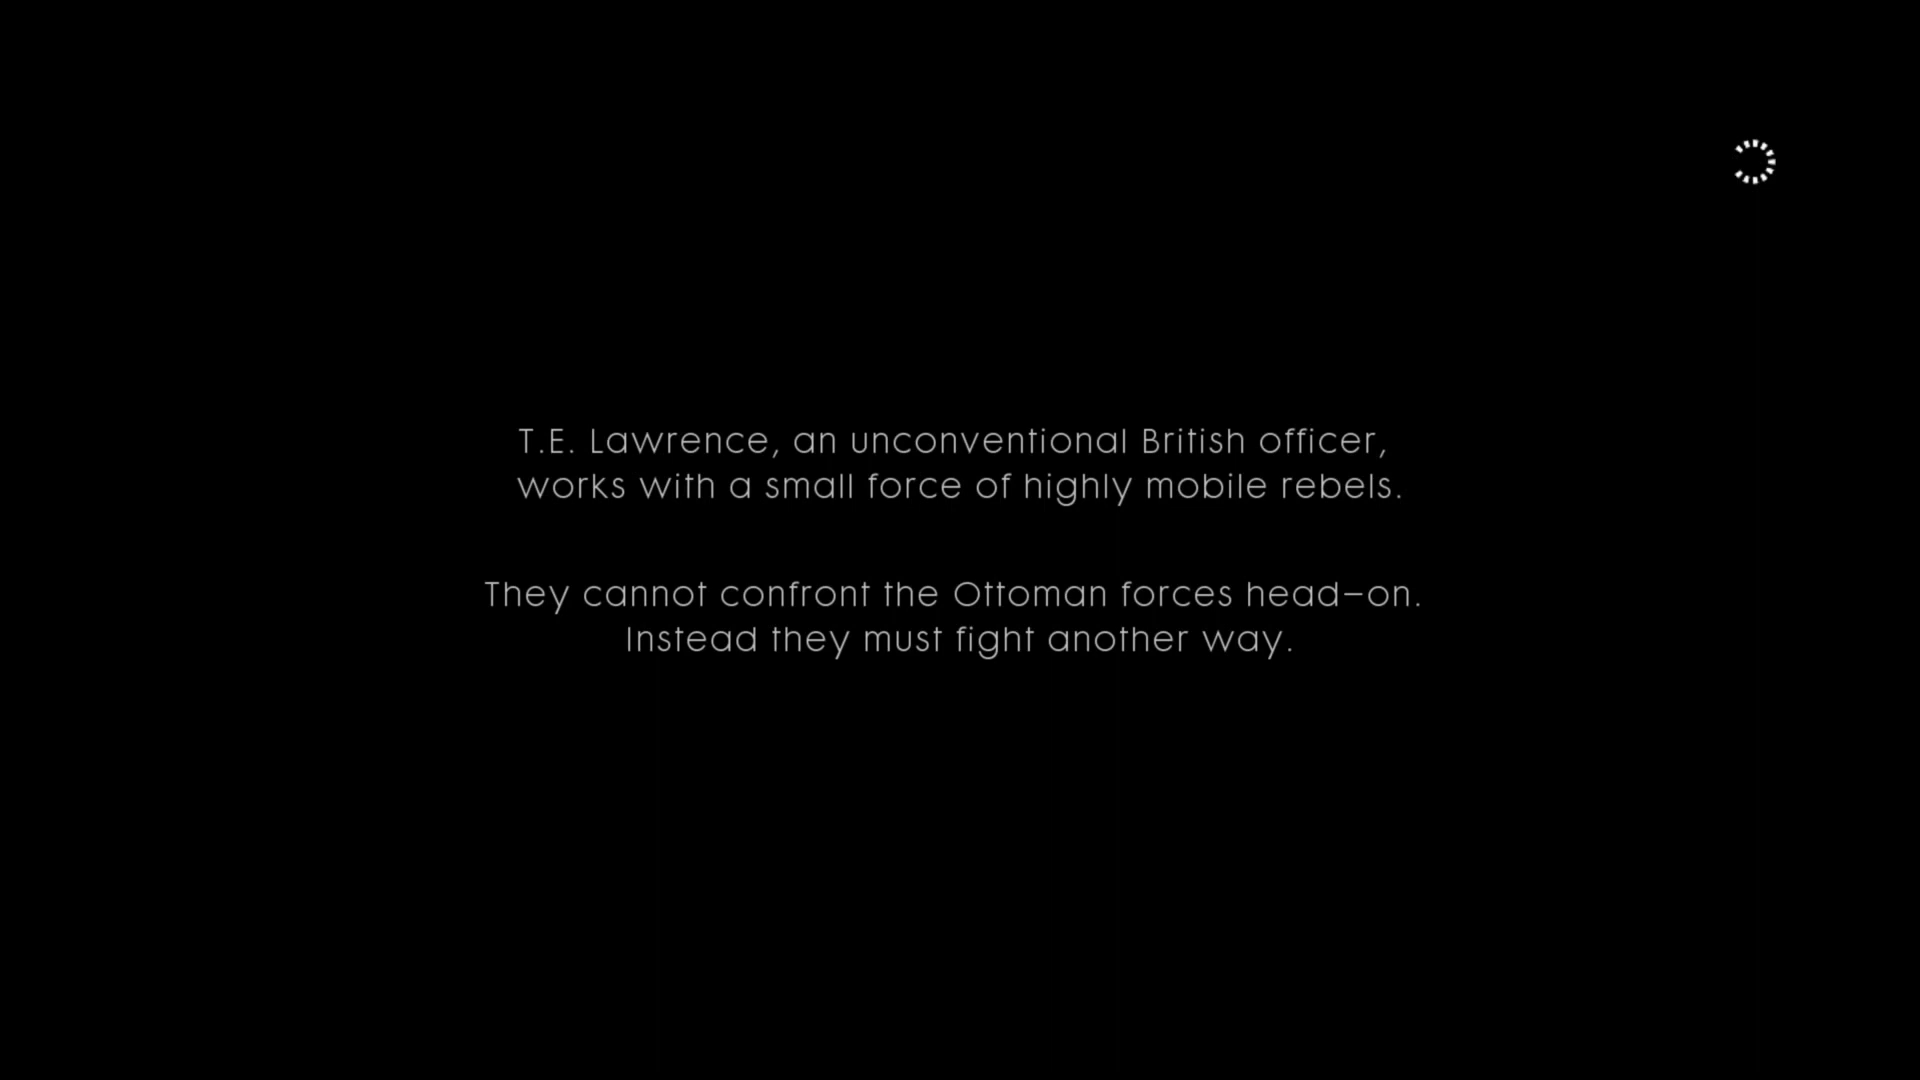 T.E. Lawrence, an unconventional British officer,
works with a small force of highly mobile rebels.
They cannot confront the Ottoman forces head–on.
Instead they must fight another way.